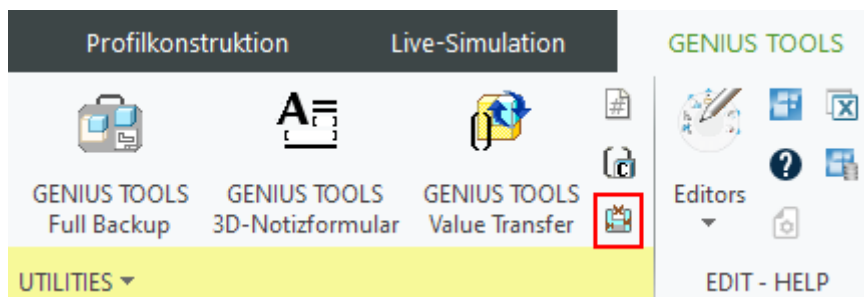 Profilkonstruktion Live-Simulation GENIUS TOOLS
GENIUS TOOLS
Full Backup
GENIUS TOOLS
3D-Notizformular
GENIUS TOOLS
Value Transfer
Editors
UTILITIES
EDIT - HELP